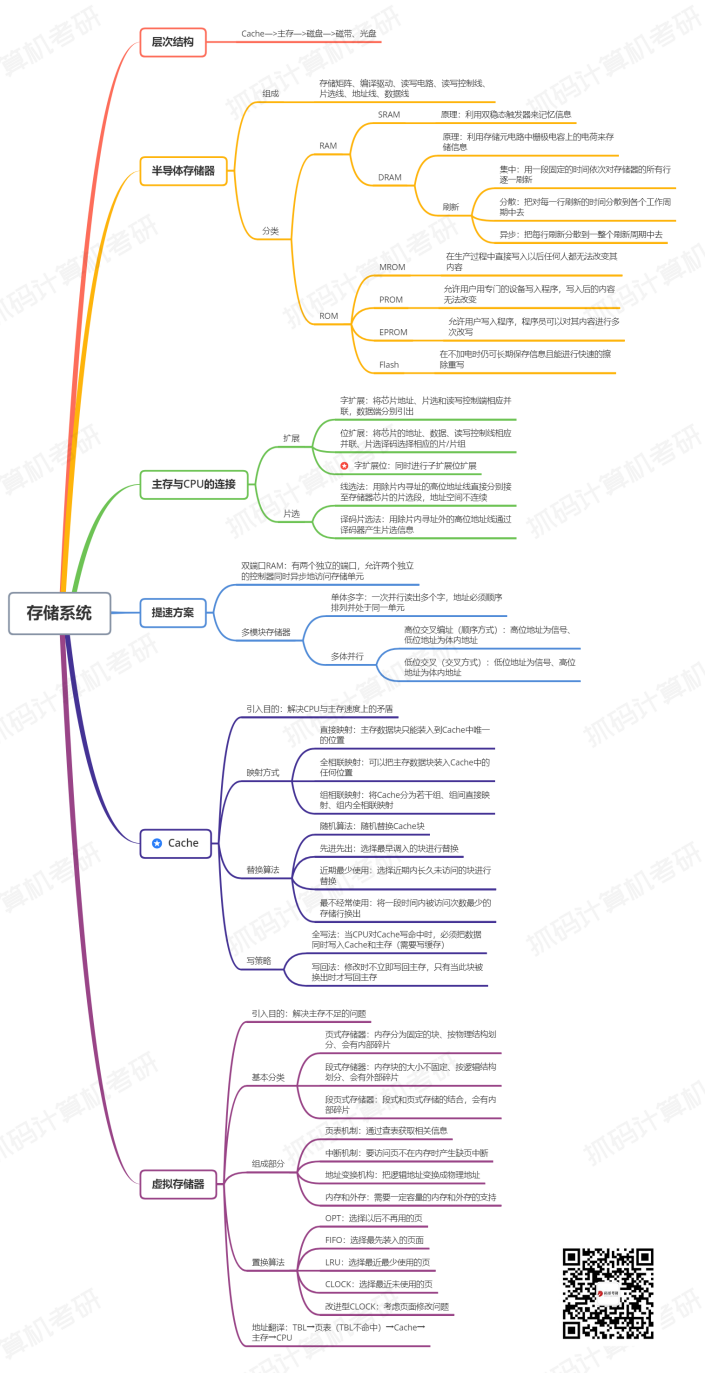 层次结构
Cache—>主存—>磁盘—>磁带、光盘
半导体存储器
组成
存储矩阵、编译驱动、读写电路、读写控制线、
片选线、地址线、数据线
分类
RAM
SRAM
原理：利用双稳态触发器来记忆信息
DRAM
原理：利用存储元电路中栅极电容上的电荷来存
储信息
刷新
集中：用一段固定的时间依次对存储器的所有行
逐一刷新
分散：把对每一行刷新的时间分散到各个工作周
期中去
异步：把每行刷新分散到一整个刷新周期中去
ROM
MROM
在生产过程中直接写入以后任何人都无法改变其
内容
PROM
允许用户用专门的设备写入程序，写入后的内容
无法改变
EPROM
允许用户写入程序，程序员可以对其内容进行多
次改写
Flash
在不加电时仍可长期保存信息且能进行快速的擦
除重写
主存与CPU的连接
扩展
字扩展：将芯片地址、片选和读写控制端相应并
联，数据端分别引出
位扩展：将芯片的地址、数据、读写控制线相应
并联、片选译码选择相应的片/片组
字扩展位：同时进行子扩展位扩展
片选
线选法：用除片内寻址的高位地址线直接分别接
至存储器芯片的片选段，地址空间不连续
译码片选法：用除片内寻址外的高位地址线通过
译码器产生片选信息
存储系统
提速方案
双端口RAM：有两个独立的端口，允许两个独立
的控制器同时异步地访问存储单元
多模块存储器
单体多字：一次并行读出多个字，地址必须顺序
排列并处于同一单元
多体并行
高位交叉编址（顺序方式）：高位地址为信号、
低位地址为体内地址
低位交叉（交叉方式）：低位地址为信号、高位
地址为体内地址
Cache
引入目的：解决CPU与主存速度上的矛盾
映射方式
直接映射：主存数据块只能装入到Cache中唯一
的位置
全相联映射：可以把主存数据块装入Cache中的
任何位置
组相联映射：将Cache分为若干组、组间直接映
射、组内全相联映射
替换算法
随机算法：随机替换Cache块
先进先出：选择最早调入的块进行替换
近期最少使用：选择近期内长久未访问的块进行
替换
最不经常使用：将一段时间内被访问次数最少的
存储行换出
写策略
全写法：当CPU对Cache写命中时，必须把数据
同时写入Cache和主存（需要写缓存）
写回法：修改时不立即写回主存，只有当此块被
换出时才写回主存
虚拟存储器
引入目的：解决主存不足的问题
基本分类
页式存储器：内存分为固定的块、按物理结构划
分、会有内部碎片
段式存储器：内存块的大小不固定、按逻辑结构
划分、会有外部碎片
段页式存储器：段式和页式存储的结合，会有内
部碎片
组成部分
页表机制：通过查表获取相关信息
中断机制：要访问页不在内存时产生缺页中断
地址变换机构：把逻辑地址变换成物理地址
内存和外存：需要一定容量的内存和外存的支持
置换算法
OPT：选择以后不再用的页
FIFO：选择最先装入的页面
LRU：选择最近最少使用的页
CLOCK：选择最近未使用的页
改进型CLOCK：考虑页面修改问题
地址翻译：TBL→页表（TBL不命中）→Cache→
主存→CPU
抓码计算机考研